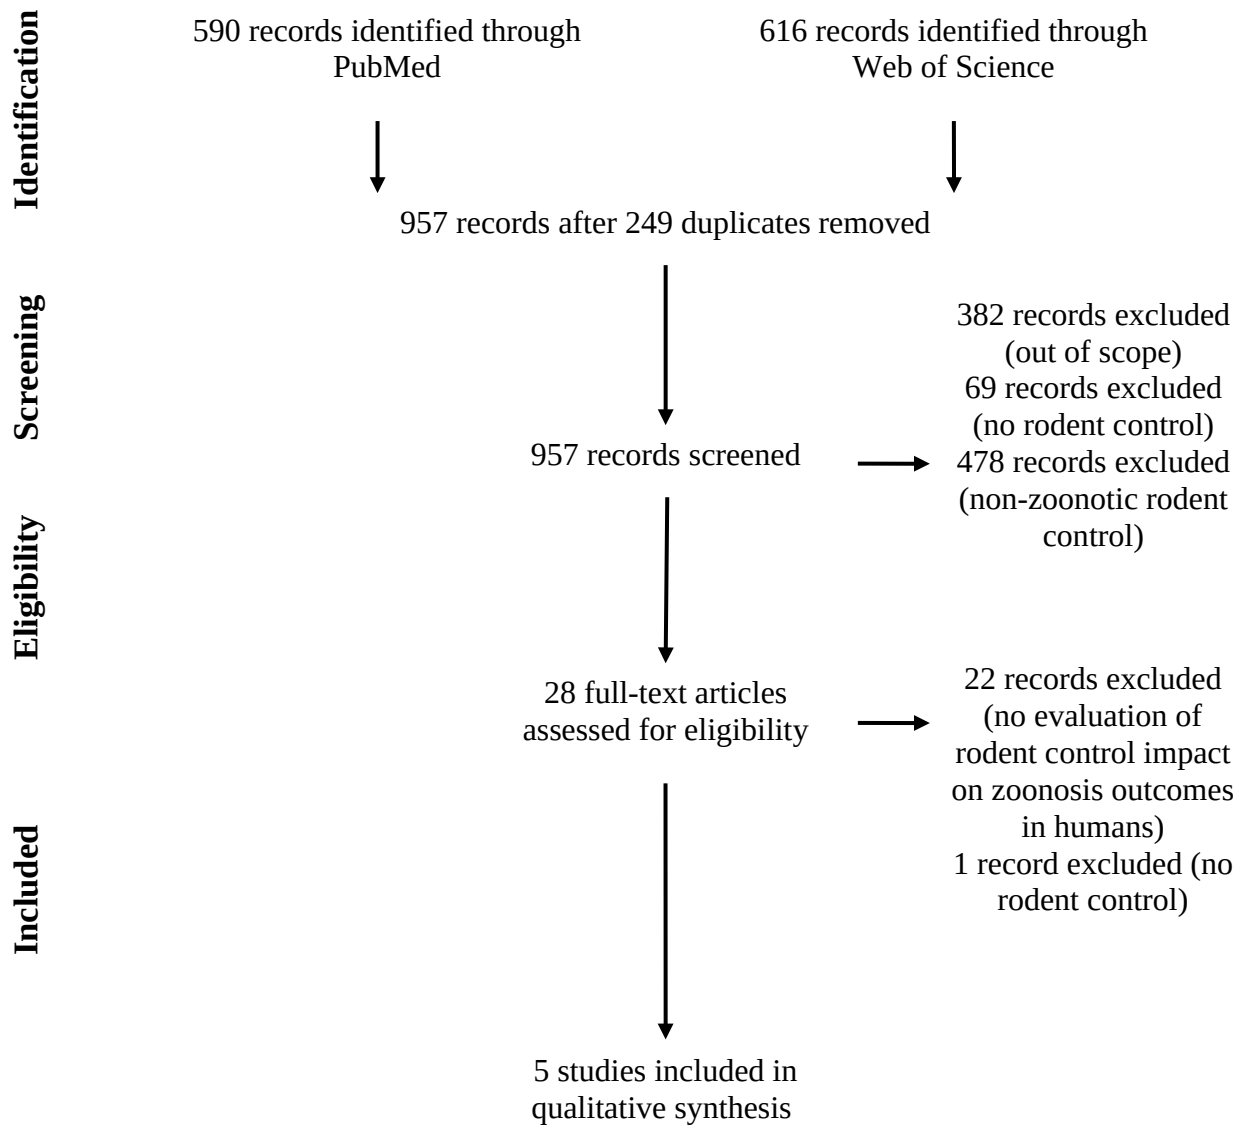 Identification
590 records identified through
PubMed
616 records identified through
Web of Science
957 records after 249 duplicates removed
Screening
957 records screened
382 records excluded
(out of scope)
69 records excluded
(no rodent control)
478 records excluded
(non-zoonotic rodent
control)
Eligibility
28 full-text articles
assessed for eligibility
22 records excluded
(no evaluation of
rodent control impact
on zoonosis outcomes
in humans)
1 record excluded (no
rodent control)
Included
5 studies included in
qualitative synthesis